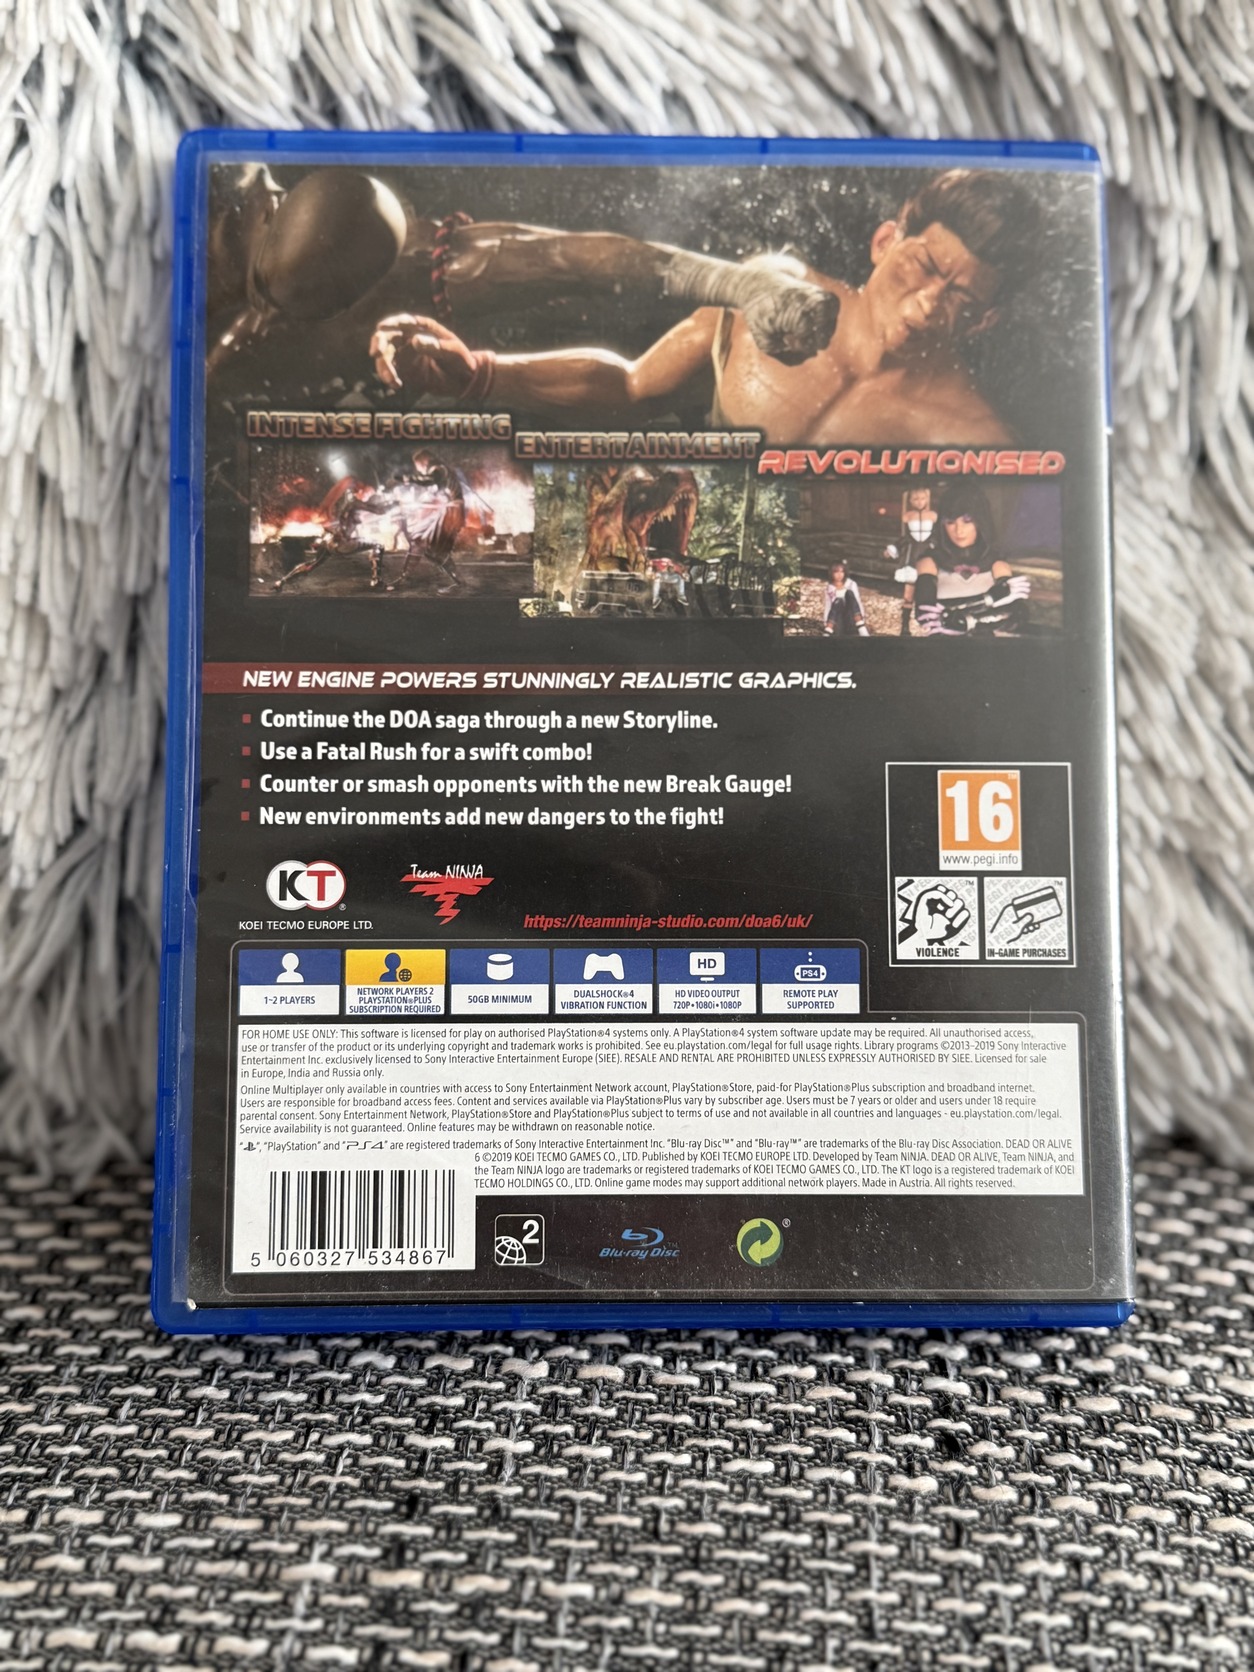 INTENSE FIGHTING
ENTERTAINMENT
REVOLUTIONISED
NEW ENGINE POWERS STUNNINGLY REALISTIC GRAPHICS.
Continue the DOA saga through a new Storyline.
Use a Fatal Rush for a swift combo!
Counter or smash opponents with the new Break Gauge!
New environments add new dangers to the fight!
16
www.pegi.info
VIOLENCE
IN-GAME PURCHASES
KT
KOEI TECMO EUROPE LTD.
Team NINJA
https://teamninja-studio.com/doa6/uk/
1-2 PLAYERS
NETWORK PLAYERS 2
PLAYSTATION®PLUS
SUBSCRIPTION REQUIRED
50GB MINIMUM
DUALSHOCK®4
VIBRATION FUNCTION
HD
HD VIDEO OUTPUT
720P•1080i•1080P
PS4
REMOTE PLAY
SUPPORTED
FOR HOME USE ONLY: This software is licensed for play on authorised PlayStation®4 systems only. A PlayStation®4 system software update may be required. All unauthorised access,
use or transfer of the product or its underlying copyright and trademark works is prohibited. See eu.playstation.com/legal for full usage rights. Library programs ©2013-2019 Sony Interactive
Entertainment Inc. exclusively licensed to Sony Interactive Entertainment Europe (SIEE). RESALE AND RENTAL ARE PROHIBITED UNLESS EXPRESSLY AUTHORISED BY SIEE. Licensed for sale
in Europe, India and Russia only.
Online Multiplayer only available in countries with access to Sony Entertainment Network account, PlayStation®Store, paid-for PlayStation®Plus subscription and broadband internet.
Users are responsible for broadband access fees. Content and services available via PlayStation®Plus vary by subscriber age. Users must be 7 years or older and users under 18 require
parental consent. Sony Entertainment Network, PlayStation®Store and PlayStation®Plus subject to terms of use and not available in all countries and languages - eu.playstation.com/legal.
Service availability is not guaranteed. Online features may be withdrawn on reasonable notice.
"", "PlayStation" and "PS4" are registered trademarks of Sony Interactive Entertainment Inc. "Blu-ray Disc™" and "Blu-ray™" are trademarks of the Blu-ray Disc Association. DEAD OR ALIVE
6 ©2019 KOEI TECMO GAMES CO., LTD. Published by KOEI TECMO EUROPE LTD. Developed by Team NINJA. DEAD OR ALIVE, Team NINJA, and
the Team NINJA logo are trademarks or registered trademarks of KOEI TECMO GAMES CO., LTD. The KT logo is a registered trademark of KOEI
TECMO HOLDINGS CO., LTD. Online game modes may support additional network players. Made in Austria. All rights reserved.
5 060327 534867
2
Blu-ray Disc™